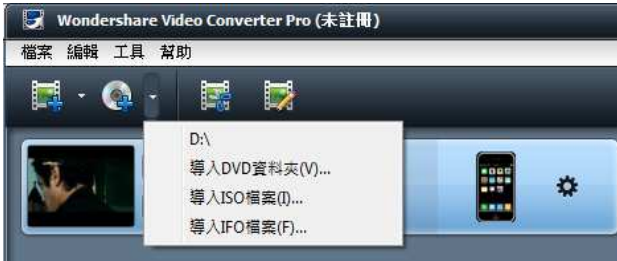 Wondershare Video Converter Pro (未註冊)
檔案 編輯 工具 幫助
D:\
導入DVD資料夾(V)...
導入ISO檔案(I)...
導入IFO檔案(F)...